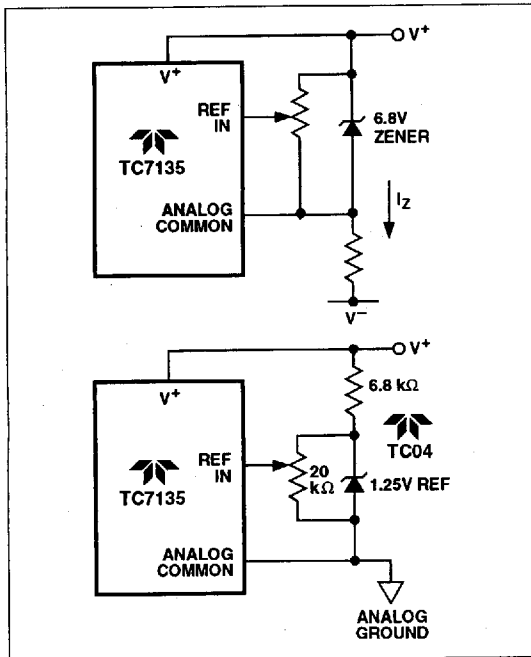 V+
V+
REF
IN
6.8V
ZENER
TC7135
IZ
ANALOG
COMMON
V−
V+
V+
6.8 kΩ
TC04
REF
IN
20
kΩ
1.25V REF
TC7135
ANALOG
COMMON
ANALOG
GROUND